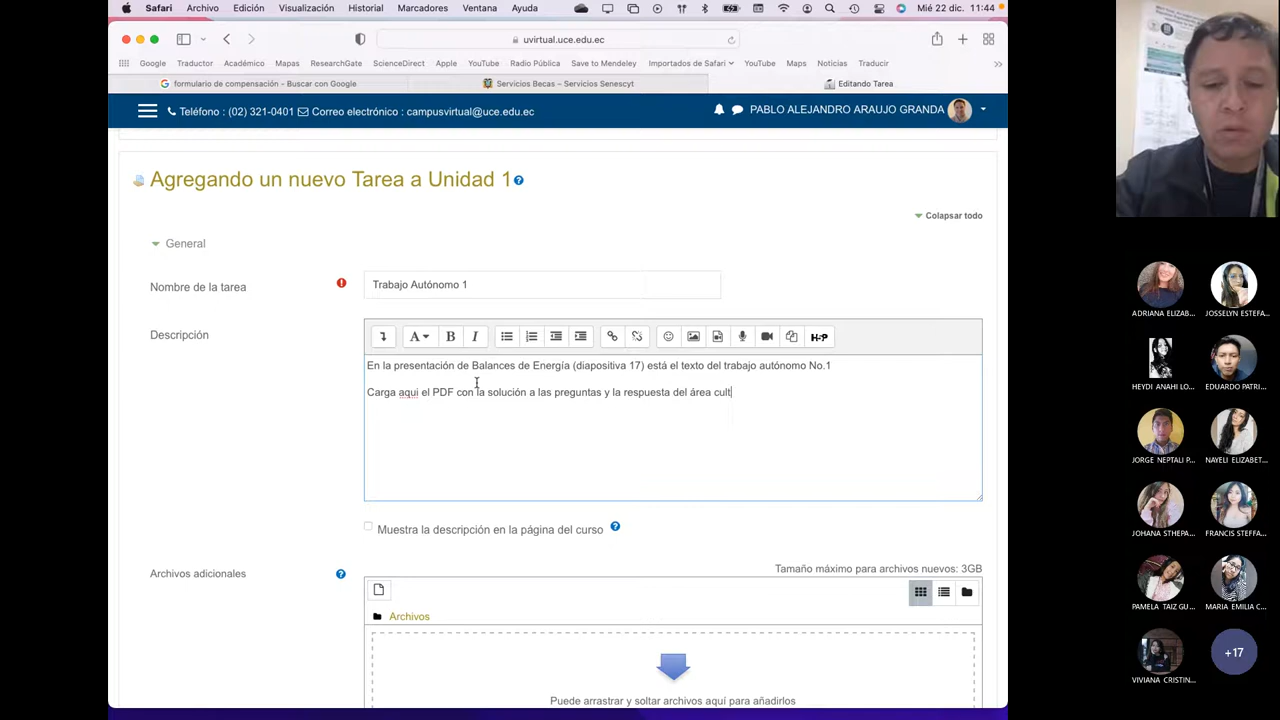 Safari Archivo Edición Visualización Historial Marcadores Ventana Ayuda Mié 22 dic. 11:44
uvirtual.uce.edu.ec
Google Traductor Académico Mapas ResearchGate ScienceDirect Apple YouTube Radio Pública Save to Mendeley Importados de Safari YouTube Maps Noticias Traducir
formulario de compensación - Buscar con Google
Servicios Becas – Servicios Senescyt
Editando Tarea
Teléfono : (02) 321-0401 Correo electrónico : campusvirtual@uce.edu.ec
PABLO ALEJANDRO ARAUJO GRANDA
Agregando un nuevo Tarea a Unidad 1
Colapsar todo
General
Nombre de la tarea
Trabajo Autónomo 1
Descripción
A B I H-P
En la presentación de Balances de Energía (diapositiva 17) está el texto del trabajo autónomo No.1
Carga aqui el PDF con la solución a las preguntas y la respuesta del área cult
Muestra la descripción en la página del curso
Archivos adicionales
Tamaño máximo para archivos nuevos: 3GB
Archivos
Puede arrastrar y soltar archivos aquí para añadirlos
ADRIANA ELIZAB...
JOSSELYN ESTEFA...
HEYDI ANAHI LO...
EDUARDO PATRI...
JORGE NEPTALI P...
NAYELI ELIZABET...
JOHANA STHEPA...
FRANCIS STEFFA...
PAMELA TAIZ GU...
MARIA EMILIA C...
VIVIANA CRISTIN...
+17